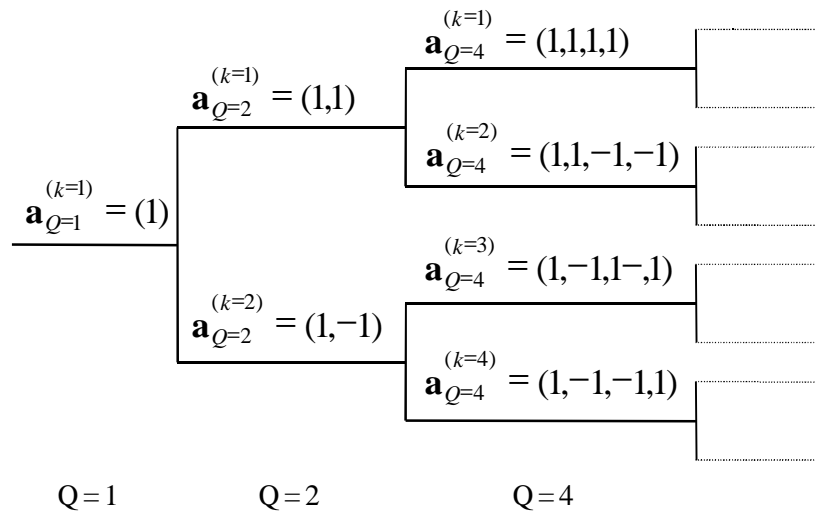 a_{Q=4}^{(k=1)} = (1,1,1,1)
a_{Q=2}^{(k=1)} = (1,1)
a_{Q=4}^{(k=2)} = (1,1,−1,−1)
a_{Q=1}^{(k=1)} = (1)
a_{Q=4}^{(k=3)} = (1,−1,1−,1)
a_{Q=2}^{(k=2)} = (1,−1)
a_{Q=4}^{(k=4)} = (1,−1,−1,1)
Q = 1 Q = 2 Q = 4